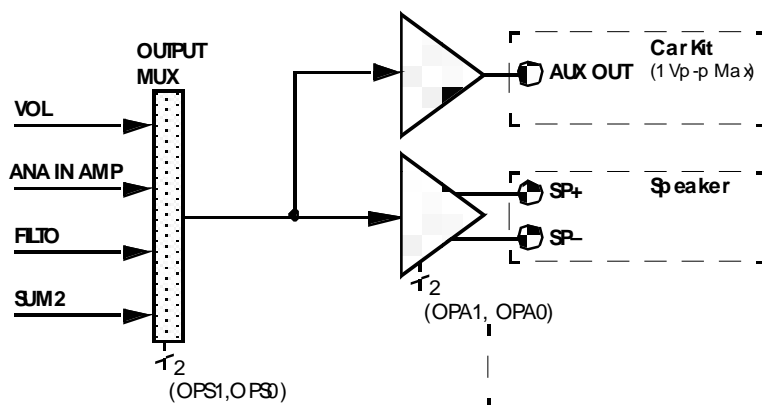 OUTPUT
MUX
VOL
ANA IN AMP
FILTO
SUM2
2
(OPS1,OPS0)
AUX OUT
Car Kit
(1 Vp-p Max)
SP+
Speaker
SP–
2
(OPA1, OPA0)